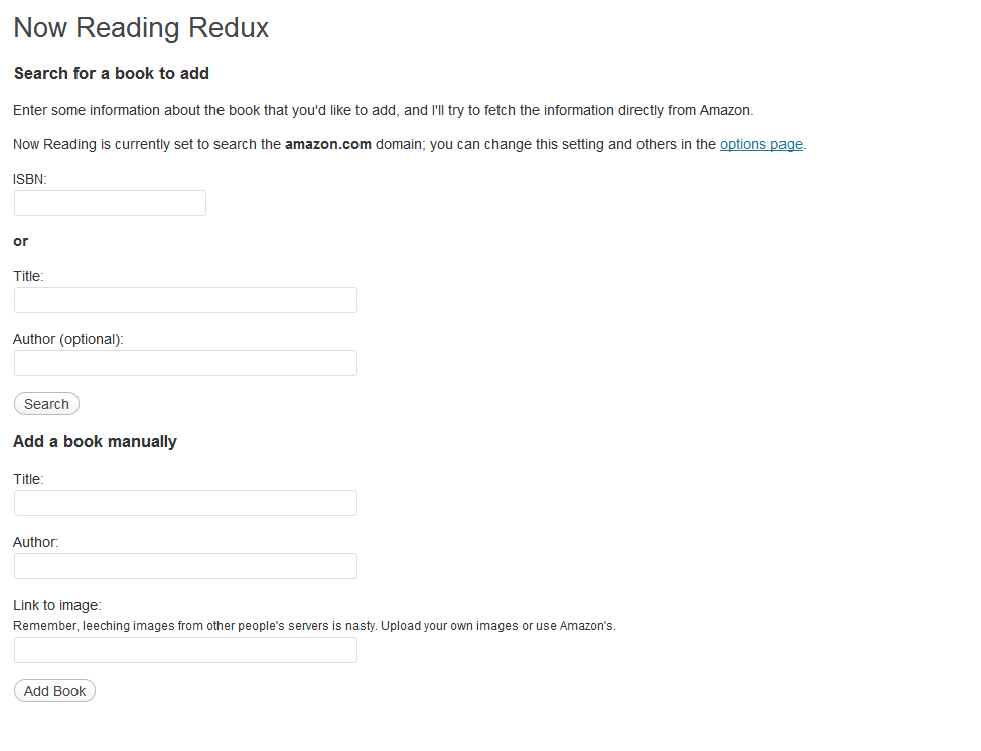 Now Reading Redux
Search for a book to add
Enter some information about the book that you'd like to add, and I'll try to fetch the information directly from Amazon.
Now Reading is currently set to search the amazon.com domain; you can change this setting and others in the options page.
ISBN:
or
Title:
Author (optional):
Search
Add a book manually
Title:
Author:
Link to image:
Remember, leeching images from other people's servers is nasty. Upload your own images or use Amazon's.
Add Book